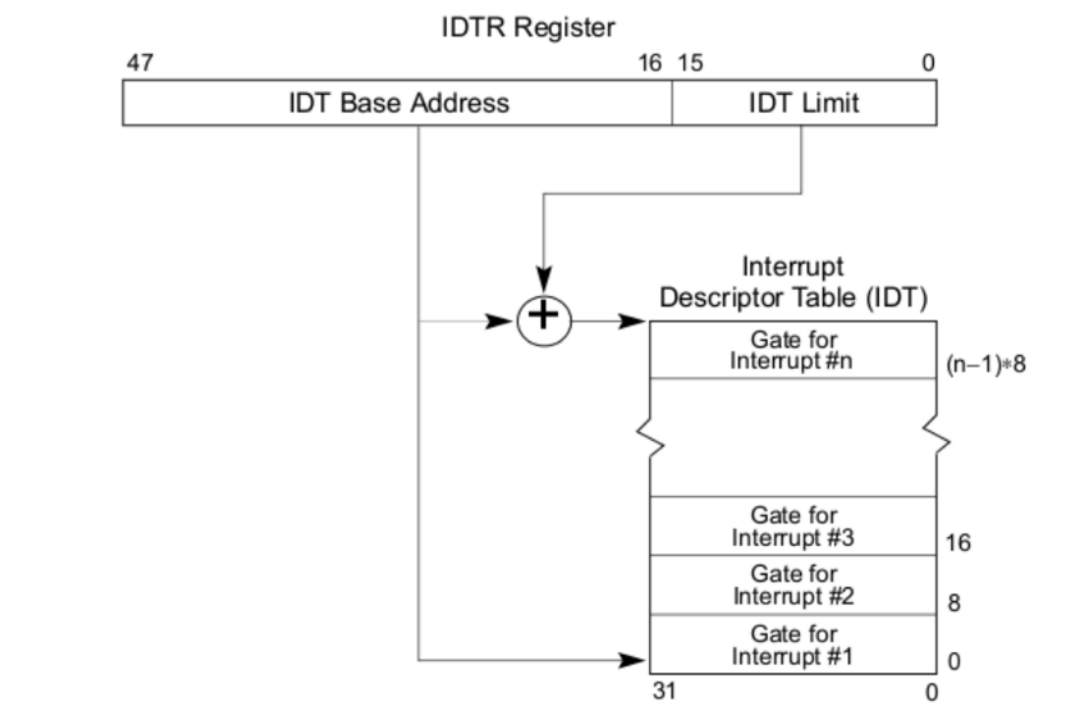 IDTR Register
47 16 15 0
IDT Base Address IDT Limit
Interrupt
Descriptor Table (IDT)
Gate for
Interrupt #n
(n−1)*8
Gate for
Interrupt #3
16
Gate for
Interrupt #2
8
Gate for
Interrupt #1
0
31 0